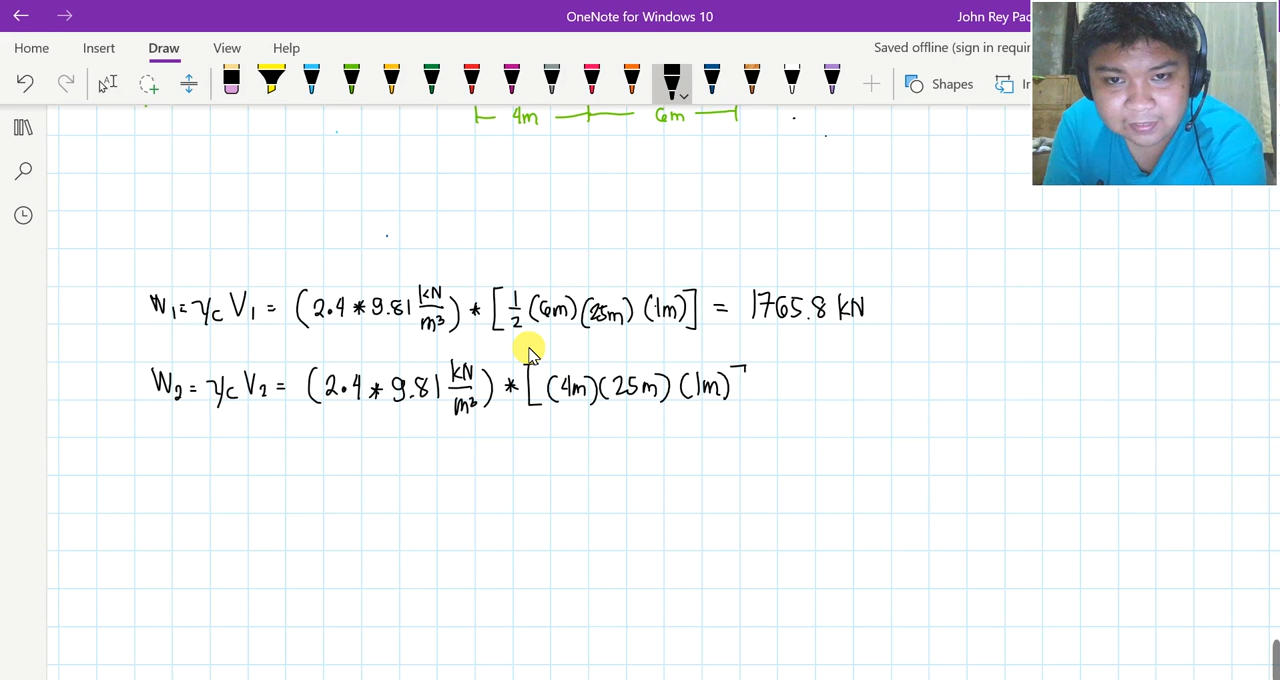 OneNote for Windows 10
John Rey Pac
Home Insert Draw View Help
Saved offline (sign in requir
Shapes
4m 6m
W₁ = γc V₁ = (2.4 * 9.81 kN/m³) * [1/2 (6m)(25m)(1m)] = 1765.8 kN
W₂ = γc V₂ = (2.4 * 9.81 kN/m³) * [(4m)(25m)(1m)